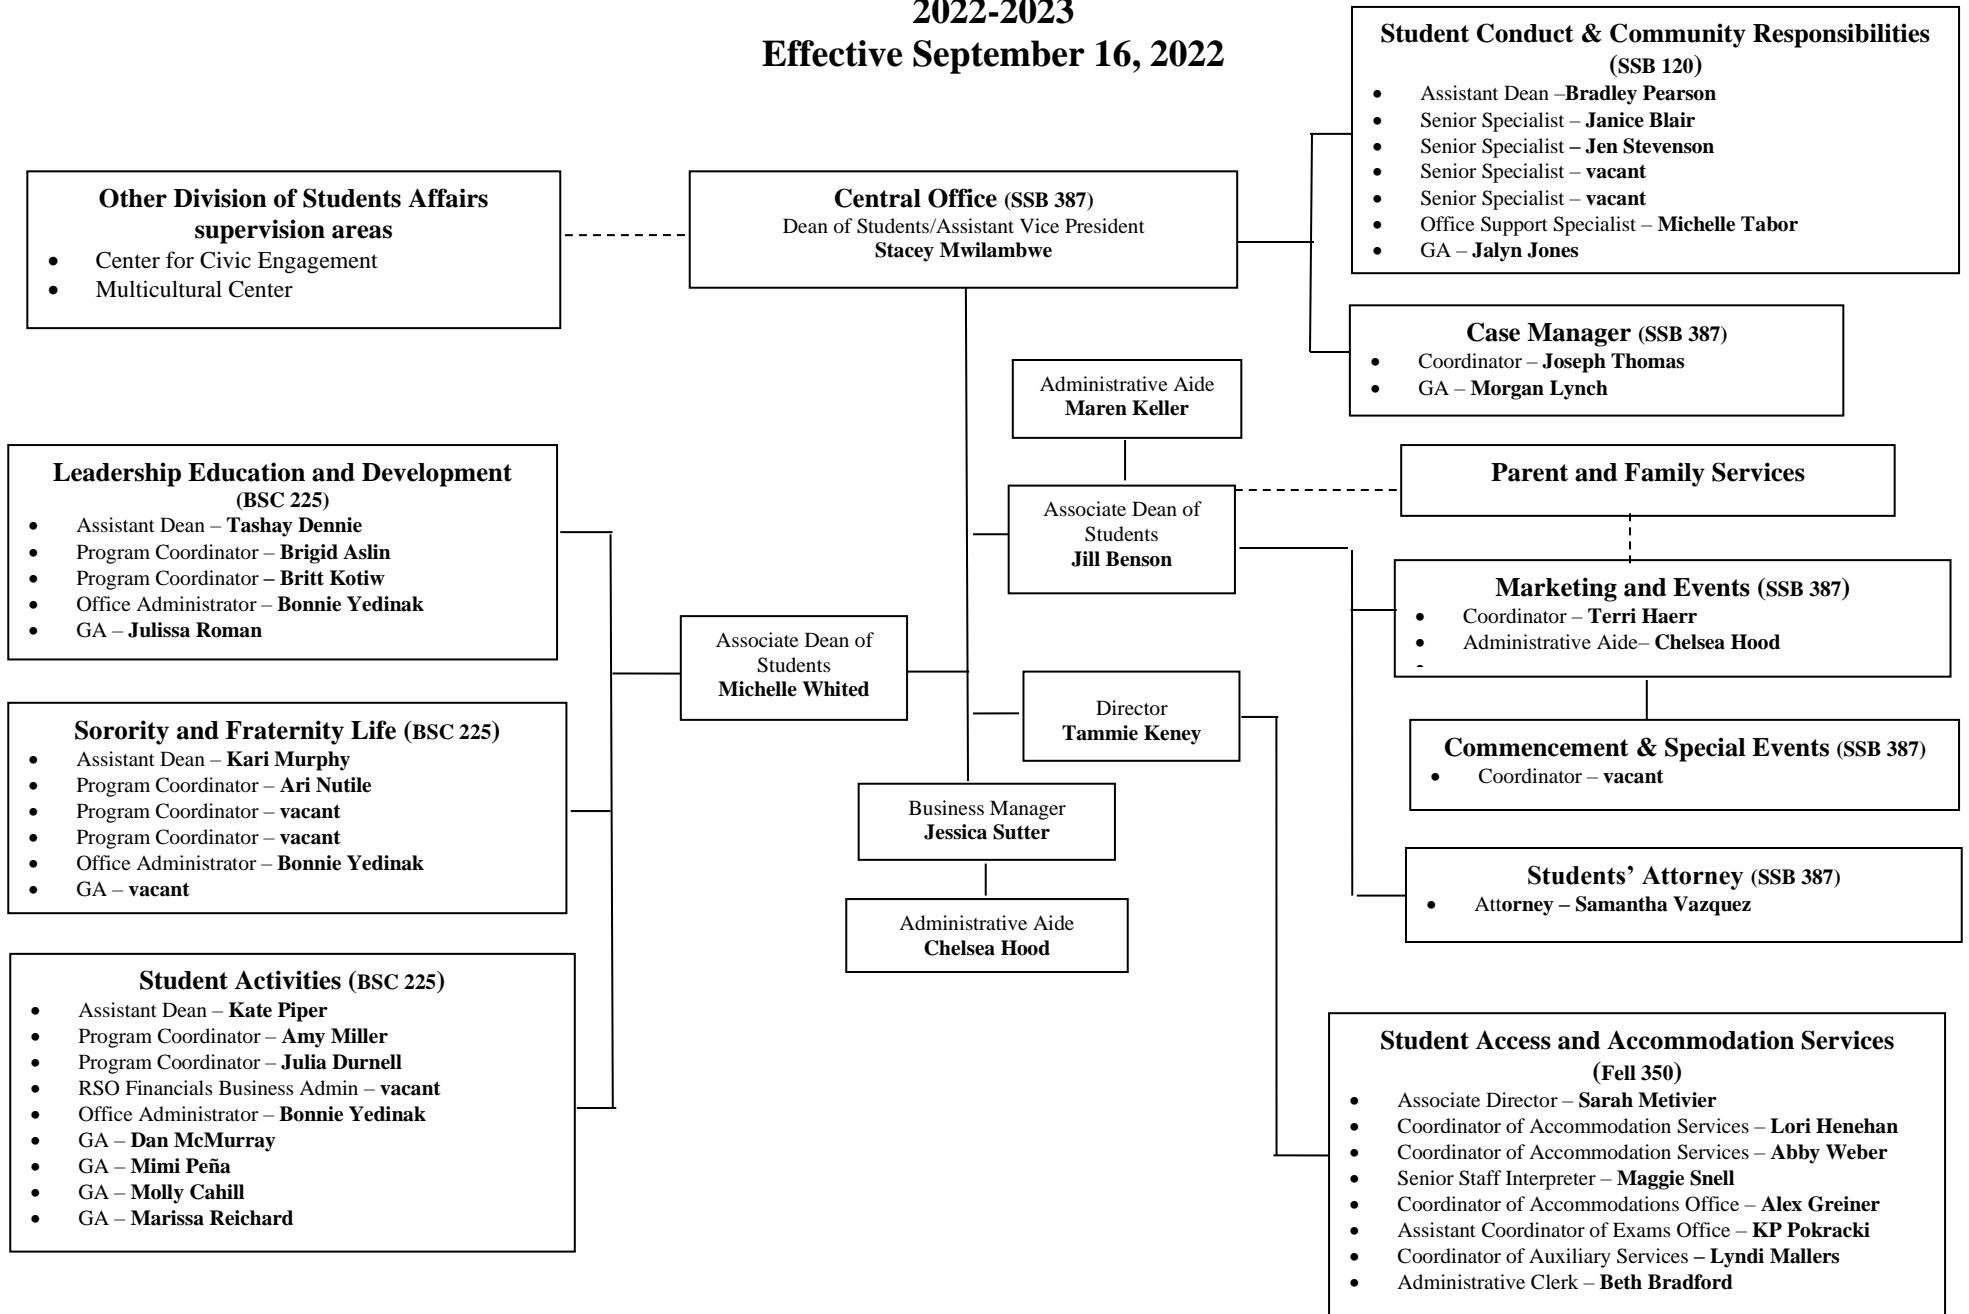 2022-2023
Effective September 16, 2022
Student Conduct & Community Responsibilities
(SSB 120)
• Assistant Dean –Bradley Pearson
• Senior Specialist – Janice Blair
• Senior Specialist – Jen Stevenson
• Senior Specialist – vacant
• Senior Specialist – vacant
• Office Support Specialist – Michelle Tabor
• GA – Jalyn Jones
Other Division of Students Affairs
supervision areas
• Center for Civic Engagement
• Multicultural Center
Central Office (SSB 387)
Dean of Students/Assistant Vice President
Stacey Mwilambwe
Case Manager (SSB 387)
• Coordinator – Joseph Thomas
• GA – Morgan Lynch
Administrative Aide
Maren Keller
Leadership Education and Development
(BSC 225)
• Assistant Dean – Tashay Dennie
• Program Coordinator – Brigid Aslin
• Program Coordinator – Britt Kotiw
• Office Administrator – Bonnie Yedinak
• GA – Julissa Roman
Associate Dean of
Students
Jill Benson
Parent and Family Services
Marketing and Events (SSB 387)
• Coordinator – Terri Haerr
• Administrative Aide– Chelsea Hood
•
Associate Dean of
Students
Michelle Whited
Director
Tammie Keney
Sorority and Fraternity Life (BSC 225)
• Assistant Dean – Kari Murphy
• Program Coordinator – Ari Nutile
• Program Coordinator – vacant
• Program Coordinator – vacant
• Office Administrator – Bonnie Yedinak
• GA – vacant
Commencement & Special Events (SSB 387)
• Coordinator – vacant
Business Manager
Jessica Sutter
Students’ Attorney (SSB 387)
• Attorney – Samantha Vazquez
Administrative Aide
Chelsea Hood
Student Activities (BSC 225)
• Assistant Dean – Kate Piper
• Program Coordinator – Amy Miller
• Program Coordinator – Julia Durnell
• RSO Financials Business Admin – vacant
• Office Administrator – Bonnie Yedinak
• GA – Dan McMurray
• GA – Mimi Peña
• GA – Molly Cahill
• GA – Marissa Reichard
Student Access and Accommodation Services
(Fell 350)
• Associate Director – Sarah Metivier
• Coordinator of Accommodation Services – Lori Henehan
• Coordinator of Accommodation Services – Abby Weber
• Senior Staff Interpreter – Maggie Snell
• Coordinator of Accommodations Office – Alex Greiner
• Assistant Coordinator of Exams Office – KP Pokracki
• Coordinator of Auxiliary Services – Lyndi Mallers
• Administrative Clerk – Beth Bradford